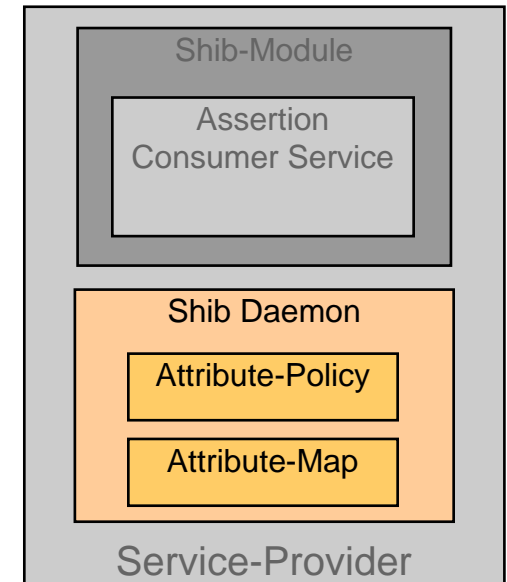 Shib-Module
Assertion
Consumer Service
Shib Daemon
Attribute-Policy
Attribute-Map
Service-Provider